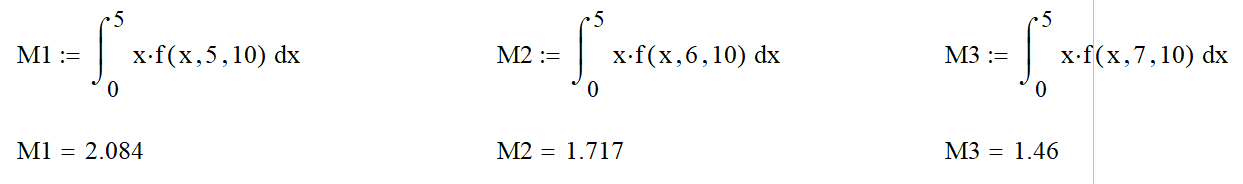 M1 := ∫₀⁵ x·f(x,5,10) dx M2 := ∫₀⁵ x·f(x,6,10) dx M3 := ∫₀⁵ x·f(x,7,10) dx
M1 = 2.084 M2 = 1.717 M3 = 1.46